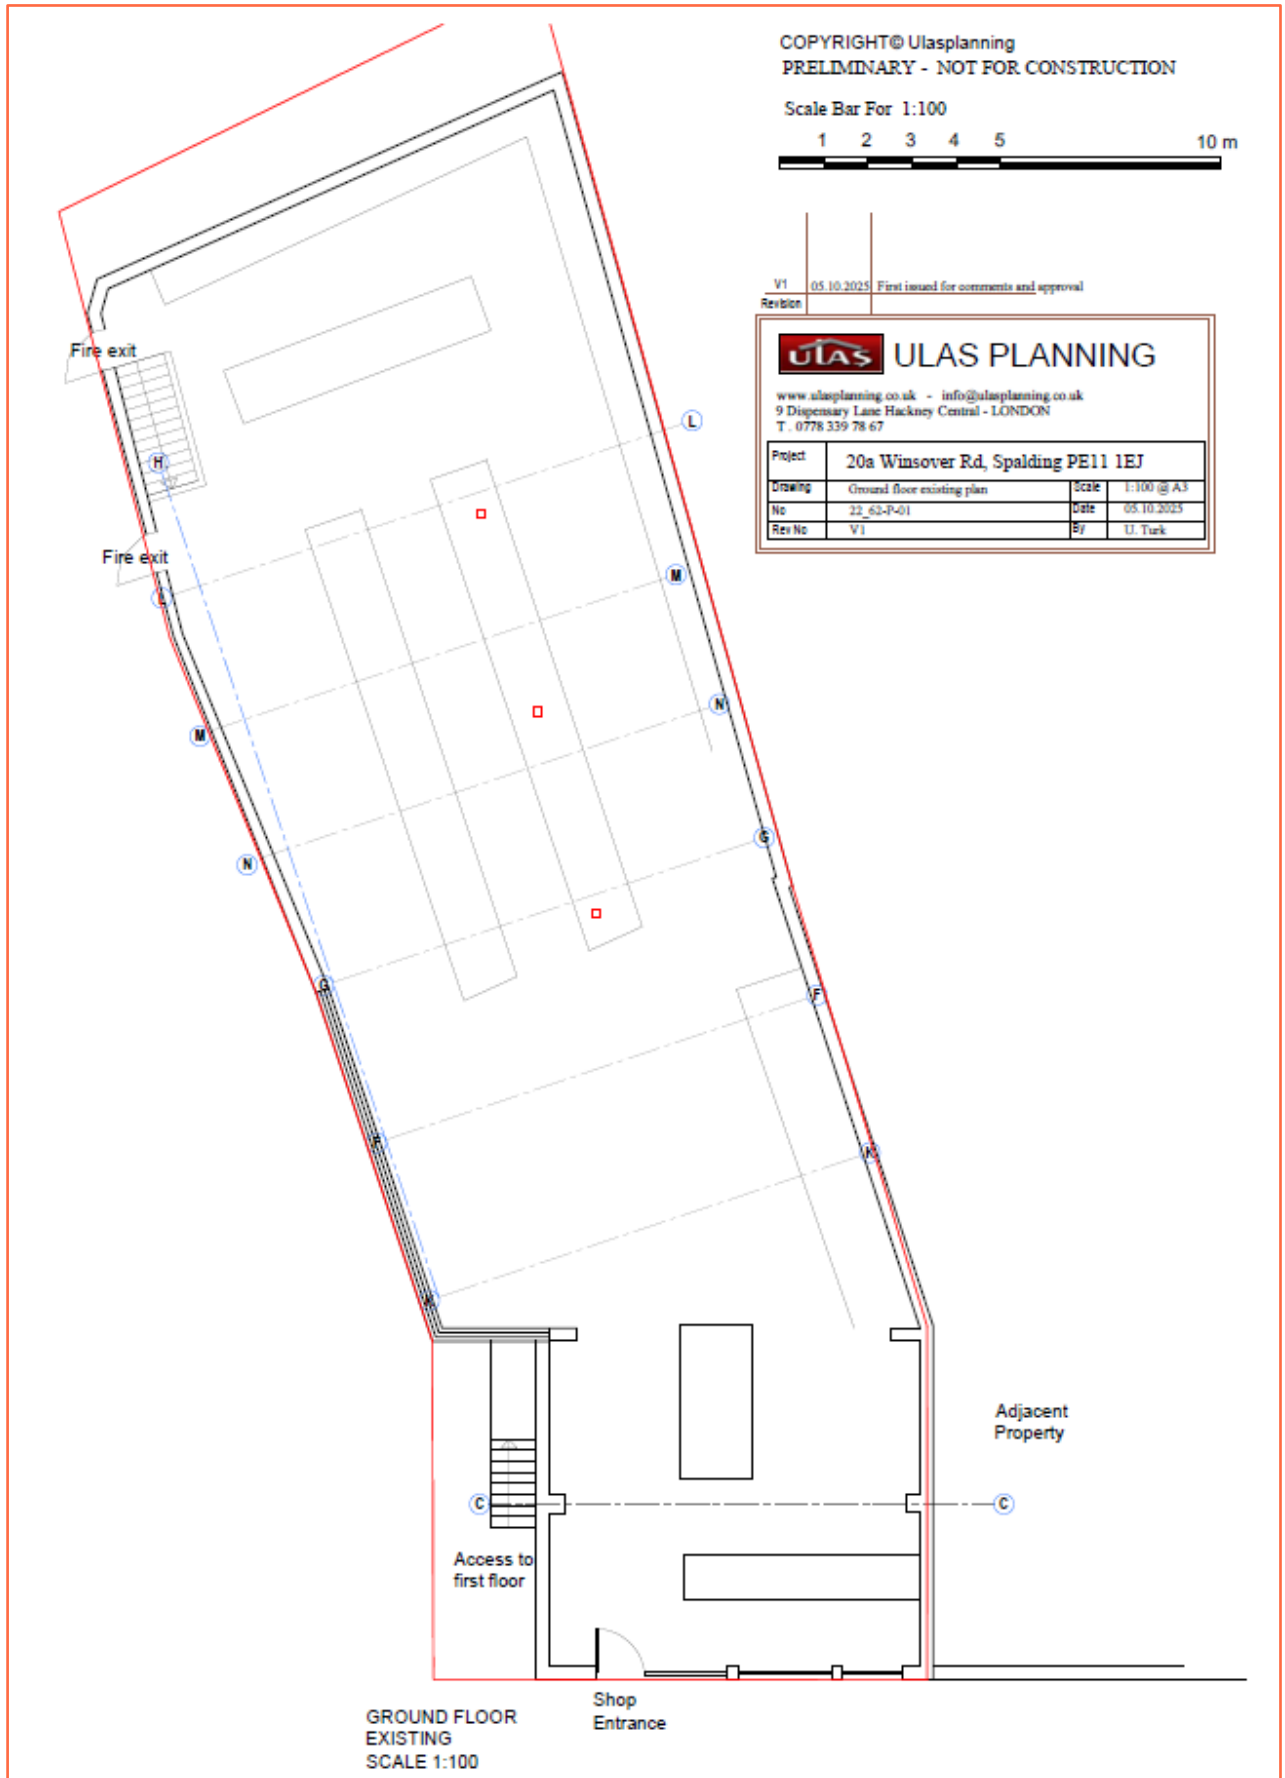 COPYRIGHT© Ulasplanning
PRELIMINARY - NOT FOR CONSTRUCTION
Scale Bar For 1:100
1 2 3 4 5 10 m
V1 05.10.2025 First issued for comments and approval
Revision
ULAS ULAS PLANNING
www.ulasplanning.co.uk - info@ulasplanning.co.uk
9 Dispensary Lane Hackney Central - LONDON
T . 0778 339 78 67
Project 20a Winsover Rd, Spalding PE11 1EJ
Drawing Ground floor existing plan Scale 1:100 @ A3
No 22_62-P-01 Date 05.10.2025
Rev No V1 By U. Turk
Fire exit
L
H
Fire exit
M
L
N
M
G
N
G
F
F
K
K
Adjacent
Property
C C
Access to
first floor
Shop
Entrance
GROUND FLOOR
EXISTING
SCALE 1:100